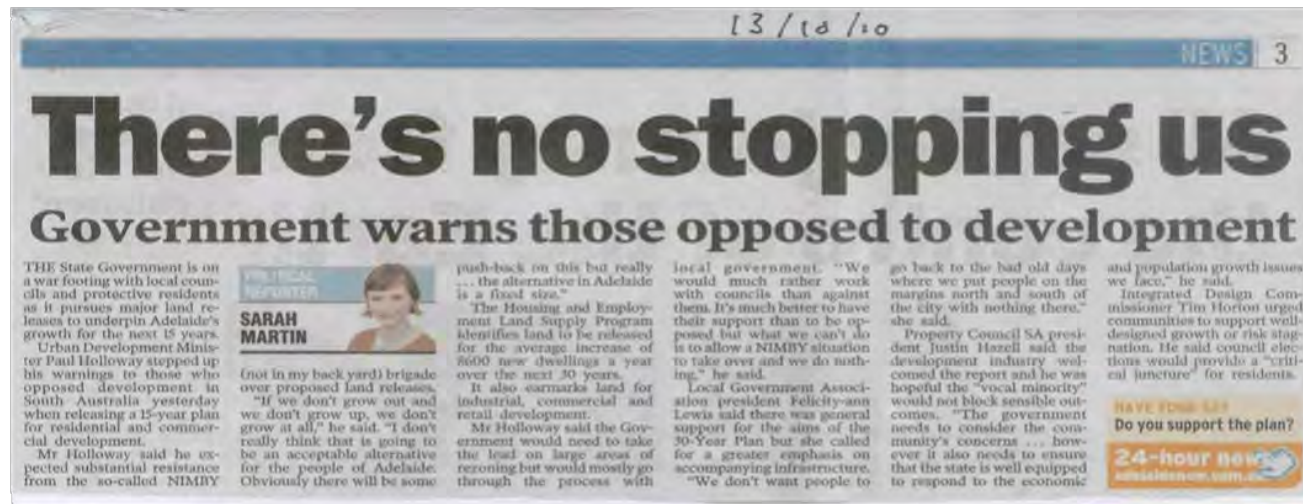 13/10/10
NEWS 3
There's no stopping us
Government warns those opposed to development
THE State Government is on
a war footing with local coun-
cils and protective residents
as it pursues major land re-
leases to underpin Adelaide's
growth for the next 15 years.
Urban Development Minis-
ter Paul Holloway stepped up
his warnings to those who
opposed development in
South Australia yesterday
when releasing a 15-year plan
for residential and commer-
cial development.
Mr Holloway said he ex-
pected substantial resistance
from the so-called NIMBY
POLITICAL
REPORTER
SARAH
MARTIN
(not in my back yard) brigade
over proposed land releases.
"If we don't grow out and
we don't grow up, we don't
grow at all," he said. "I don't
really think that is going to
be an acceptable alternative
for the people of Adelaide.
Obviously there will be some
push-back on this but really
... the alternative in Adelaide
is a fixed size."
The Housing and Employ-
ment Land Supply Program
identifies land to be released
for the average increase of
8600 new dwellings a year
over the next 30 years.
It also earmarks land for
industrial, commercial and
retail development.
Mr Holloway said the Gov-
ernment would need to take
the lead on large areas of
rezoning but would mostly go
through the process with
local government. "We
would much rather work
with councils than against
them. It's much better to have
their support than to be op-
posed but what we can't do
is to allow a NIMBY situation
to take over and we do noth-
ing," he said.
Local Government Associ-
ation president Felicity-ann
Lewis said there was general
support for the aims of the
30-Year Plan but she called
for a greater emphasis on
accompanying infrastructure.
"We don't want people to
go back to the bad old days
where we put people on the
margins north and south of
the city with nothing there,"
she said.
Property Council SA presi-
dent Justin Hazell said the
development industry wel-
comed the report and he was
hopeful the "vocal minority"
would not block sensible out-
comes. "The government
needs to consider the com-
munity's concerns ... how-
ever it also needs to ensure
that the state is well equipped
to respond to the economic
and population growth issues
we face," he said.
Integrated Design Com-
missioner Tim Horton urged
communities to support well-
designed growth or risk stag-
nation. He said council elec-
tions would provide a "criti-
cal juncture" for residents.
HAVE YOUR SAY
Do you support the plan?
24-hour news
adelaidenow.com.au